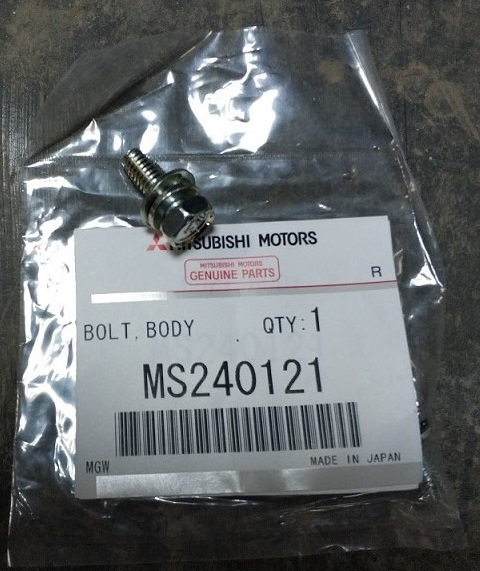 MITSUBISHI MOTORS
MITSUBISHI MOTORS
GENUINE PARTS
R
BOLT, BODY QTY: 1
MS240121
MGW MADE IN JAPAN